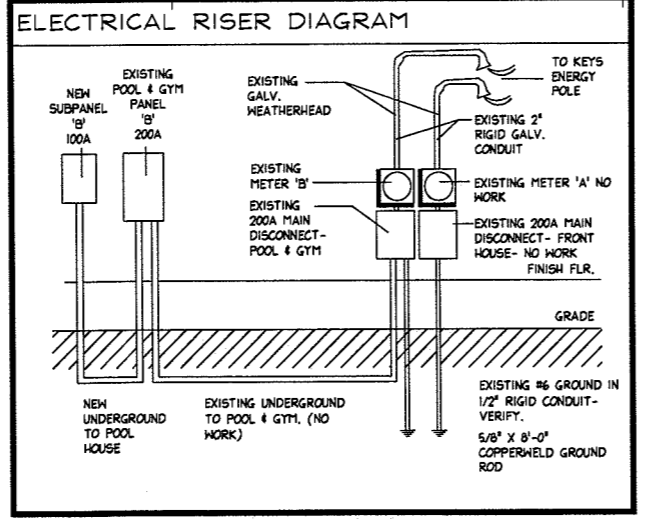 ELECTRICAL RISER DIAGRAM
NEW
SUBPANEL
'B'
100A
EXISTING
POOL & GYM
PANEL
'B'
200A
EXISTING
GALV.
WEATHERHEAD
TO KEYS
ENERGY
POLE
EXISTING 2"
RIGID GALV.
CONDUIT
EXISTING
METER 'B'
EXISTING METER 'A' NO
WORK
EXISTING
200A MAIN
DISCONNECT-
POOL & GYM
EXISTING 200A MAIN
DISCONNECT- FRONT
HOUSE- NO WORK
FINISH FLR.
GRADE
NEW
UNDERGROUND
TO POOL
HOUSE
EXISTING UNDERGROUND
TO POOL & GYM. (NO
WORK)
EXISTING #6 GROUND IN
1/2" RIGID CONDUIT-
VERIFY.
5/8" X 8'-0"
COPPERWELD GROUND
ROD